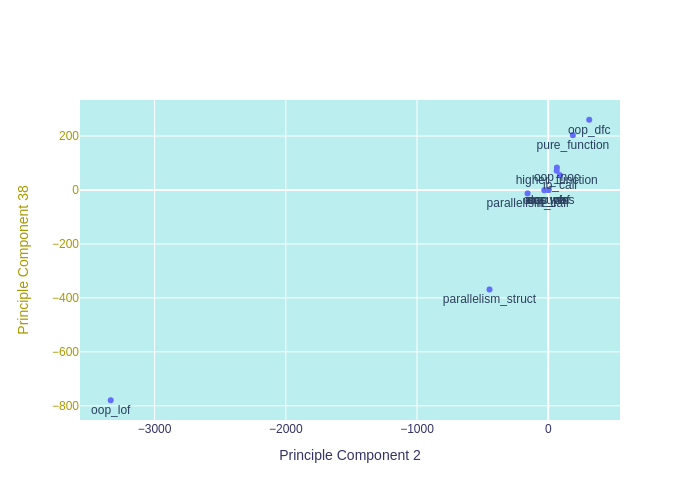 200
0
−200
−400
−600
−800
Principle Component 38
oop_dfc
pure_function
higher_function
parallelism_call
parallelism_struct
oop_lof
−3000
−2000
−1000
0
Principle Component 2